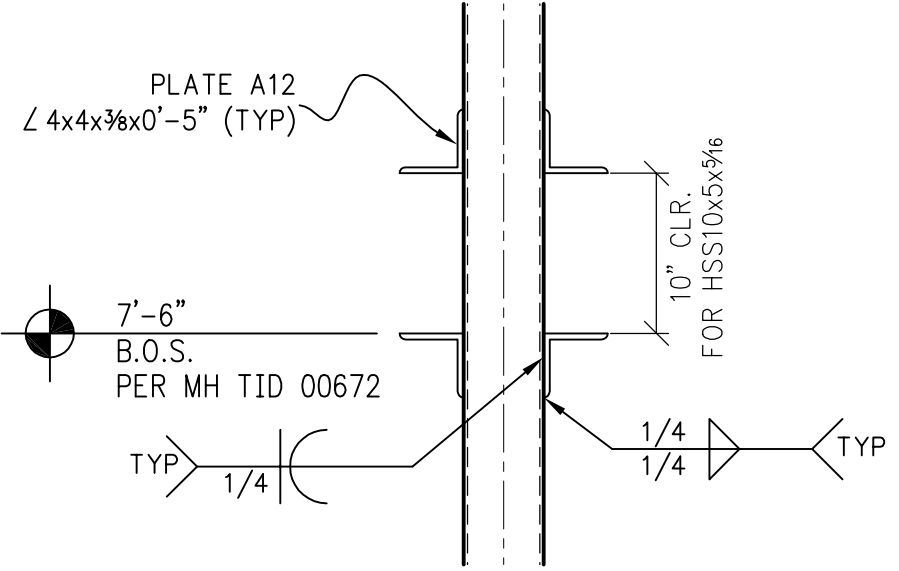 PLATE A12
∠ 4x4x⅜x0'-5" (TYP)
10" CLR.
FOR HSS10x5x5⁄16
7'-6"
B.O.S.
PER MH TID 00672
TYP
1/4
1/4
1/4
TYP